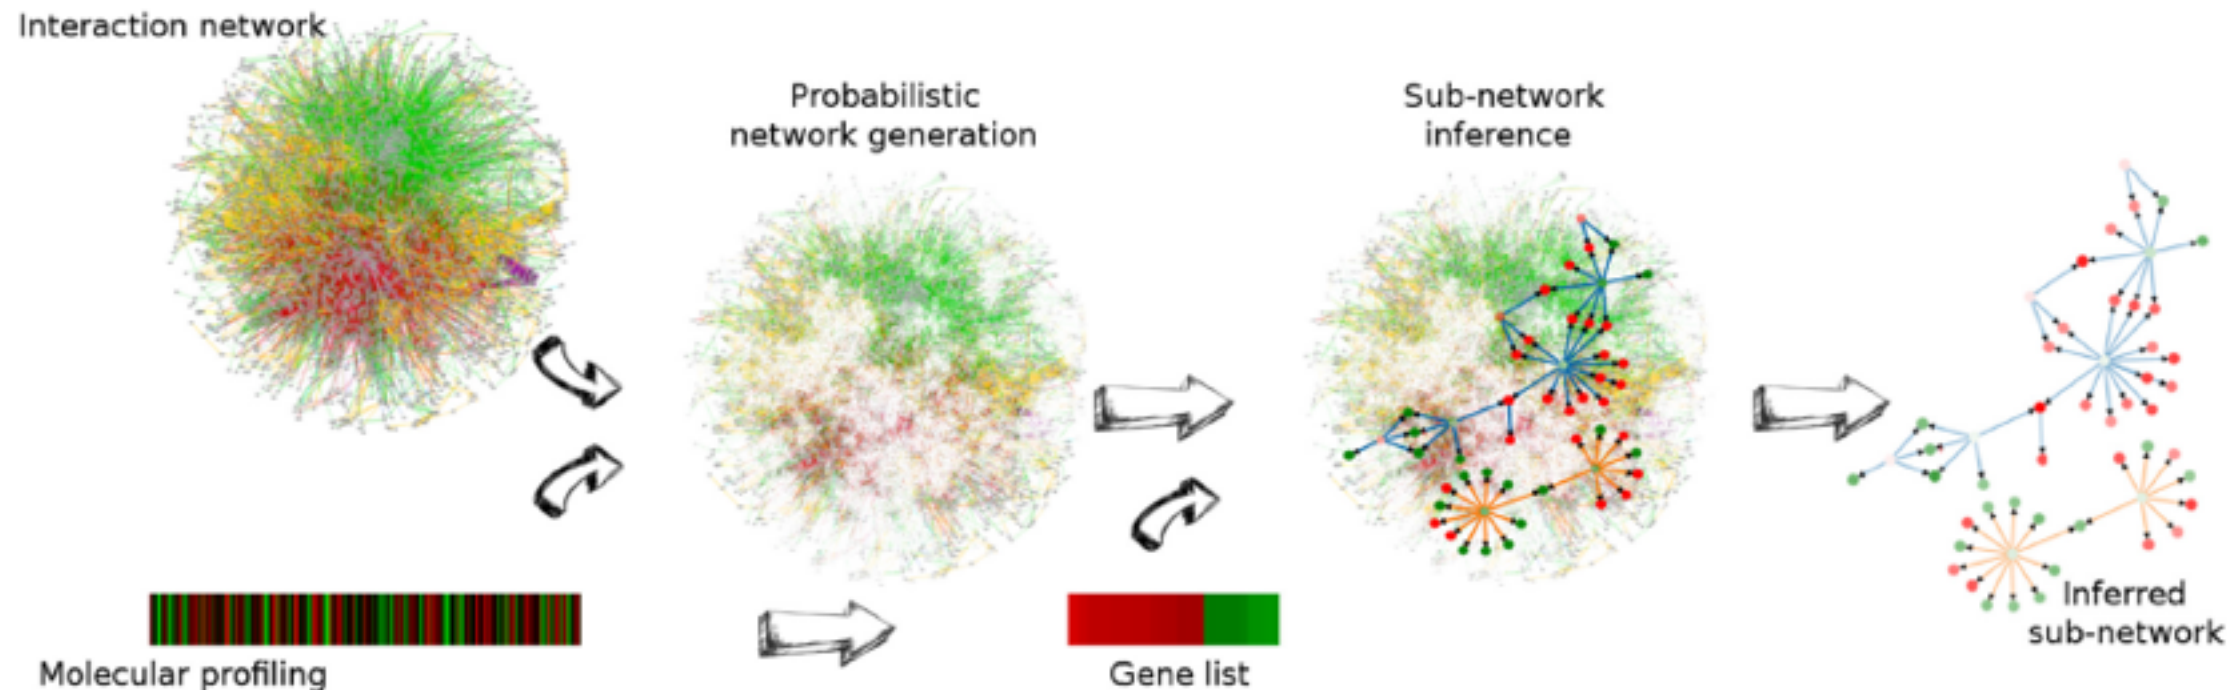 Interaction network
Probabilistic
network generation
Sub-network
inference
Inferred
sub-network
Molecular profiling
Gene list